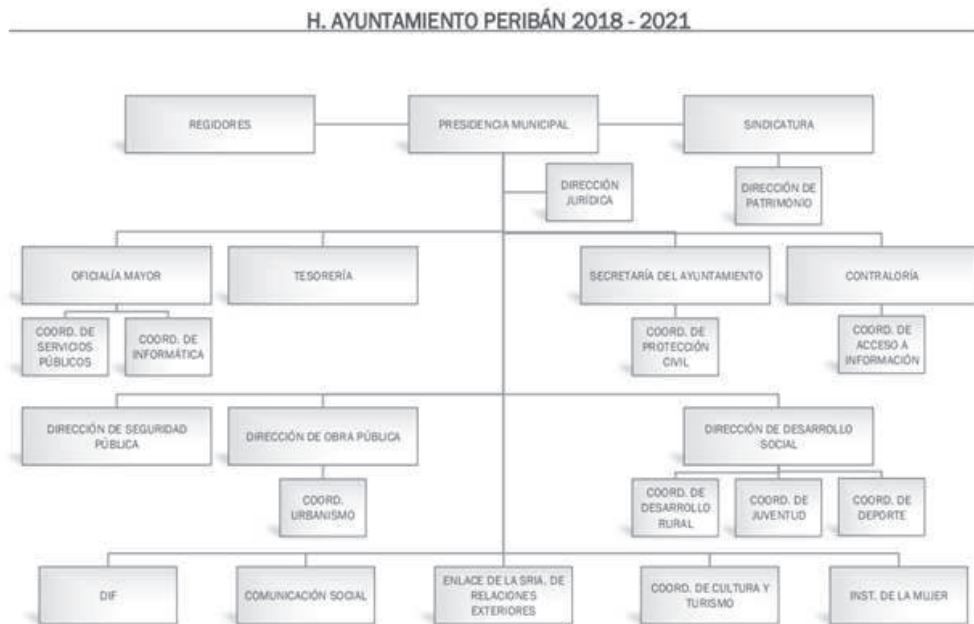 H. AYUNTAMIENTO PERIBÁN 2018 - 2021
REGIDORES
PRESIDENCIA MUNICIPAL
SINDICATURA
DIRECCIÓN
JURÍDICA
DIRECCIÓN DE
PATRIMONIO
OFICIALÍA MAYOR
TESORERÍA
SECRETARÍA DEL AYUNTAMIENTO
CONTRALORÍA
COORD. DE
SERVICIOS
PÚBLICOS
COORD. DE
INFORMÁTICA
COORD. DE
PROTECCIÓN
CIVIL
COORD. DE
ACCESO A
INFORMACIÓN
DIRECCIÓN DE SEGURIDAD
PÚBLICA
DIRECCIÓN DE OBRA PÚBLICA
DIRECCIÓN DE DESARROLLO
SOCIAL
COORD.
URBANISMO
COORD. DE
DESARROLLO
RURAL
COORD. DE
JUVENTUD
COORD. DE
DEPORTE
DIF
COMUNICACIÓN SOCIAL
ENLACE DE LA SRIA. DE
RELACIONES
EXTERIORES
COORD. DE CULTURA Y
TURISMO
INST. DE LA MUJER